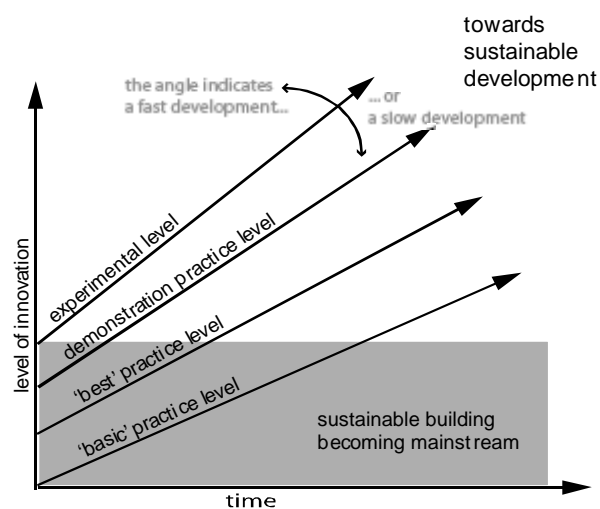 towards
sustainable
development
the angle indicates
a fast development...
... or
a slow development
experimental level
demonstration practice level
'best' practice level
'basic' practice level
level of innovation
sustainable building
becoming mainstream
time